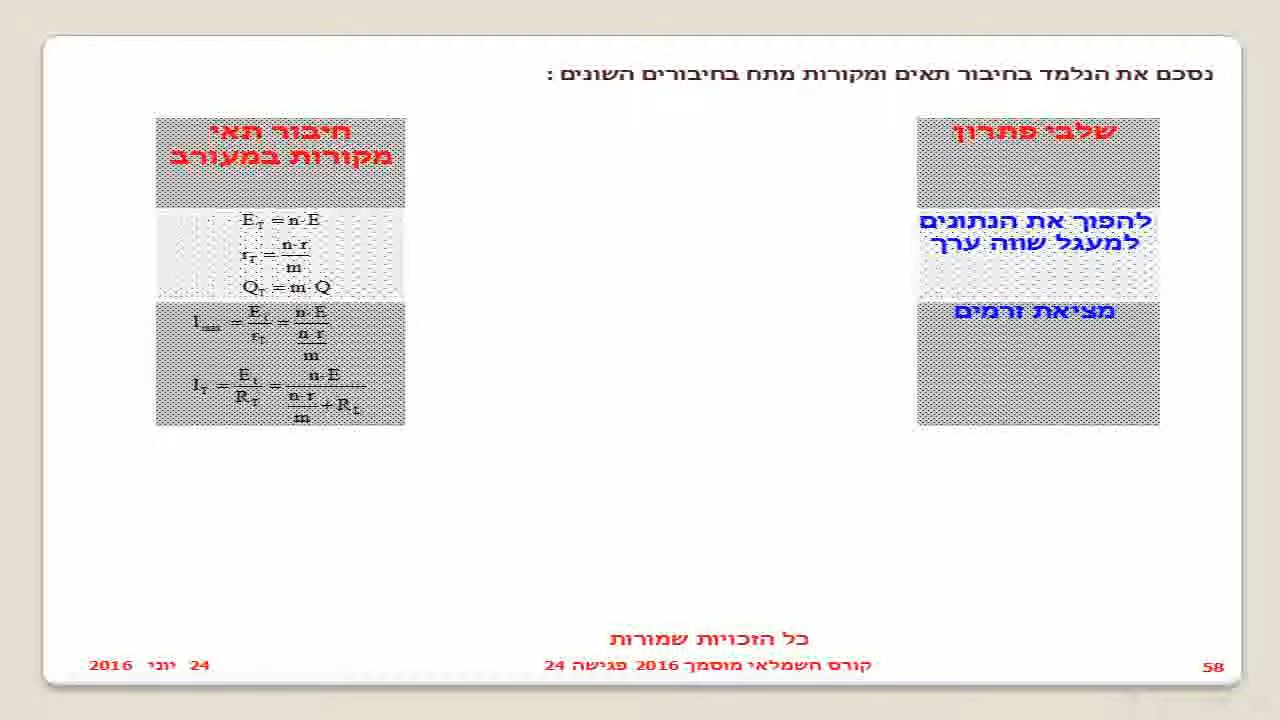 נסכם את הנלמד בחיבור תאים ומקורות מתח בחיבורים השונים :
שלבי פתרון
חיבור תאי
מקורות במעורב
להפוך את הנתונים
למעגל שווה ערך
E_T = n·E
r_T = n·r / m
Q_T = m·Q
מציאת זרמים
I_max = E_t / r_T = n·E / (n·r / m)
I_T = E_t / R_T = n·E / (n·r / m + R_L)
כל הזכויות שמורות
58
קורס חשמלאי מוסמך 2016 פגישה 24
24 יוני 2016